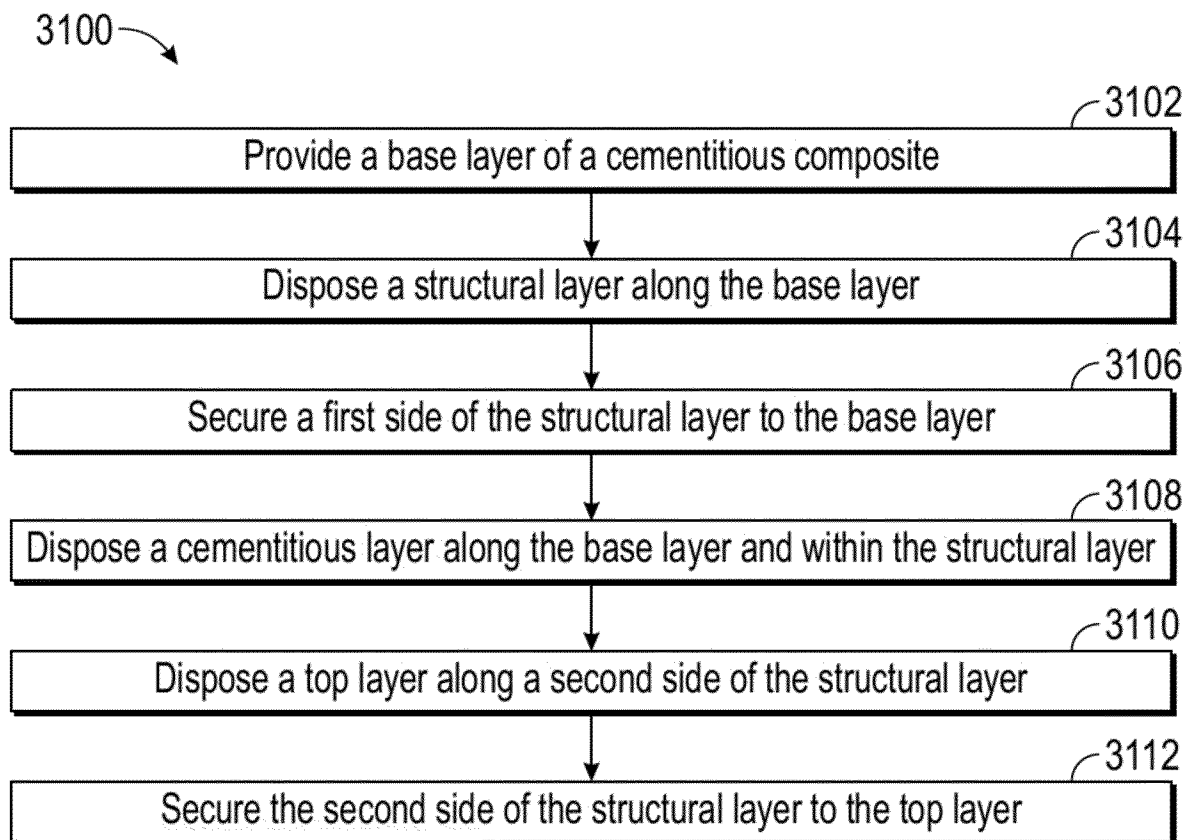 3100
3102
Provide a base layer of a cementitious composite
3104
Dispose a structural layer along the base layer
3106
Secure a first side of the structural layer to the base layer
3108
Dispose a cementitious layer along the base layer and within the structural layer
3110
Dispose a top layer along a second side of the structural layer
3112
Secure the second side of the structural layer to the top layer